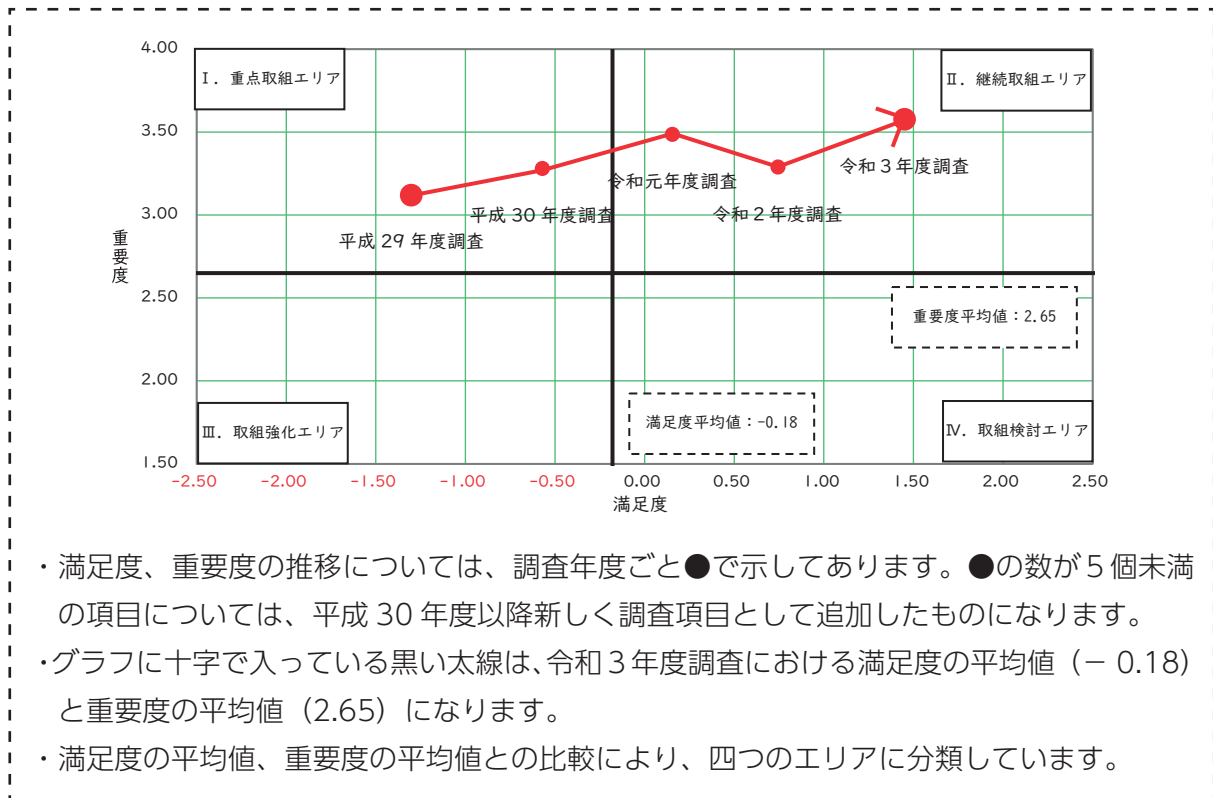 4.00
Ⅰ．重点取組エリア
Ⅱ．継続取組エリア
3.50
令和３年度調査
令和元年度調査
3.00
平成 30 年度調査
令和２年度調査
平成 29 年度調査
重要度
2.50
重要度平均値：2.65
2.00
満足度平均値：-0.18
Ⅲ．取組強化エリア
Ⅳ．取組検討エリア
1.50
-2.50 -2.00 -1.50 -1.00 -0.50 0.00 0.50 1.00 1.50 2.00 2.50
満足度
・満足度、重要度の推移については、調査年度ごと●で示してあります。●の数が５個未満
の項目については、平成 30 年度以降新しく調査項目として追加したものになります。
・グラフに十字で入っている黒い太線は、令和３年度調査における満足度の平均値（− 0.18）
と重要度の平均値（2.65）になります。
・満足度の平均値、重要度の平均値との比較により、四つのエリアに分類しています。